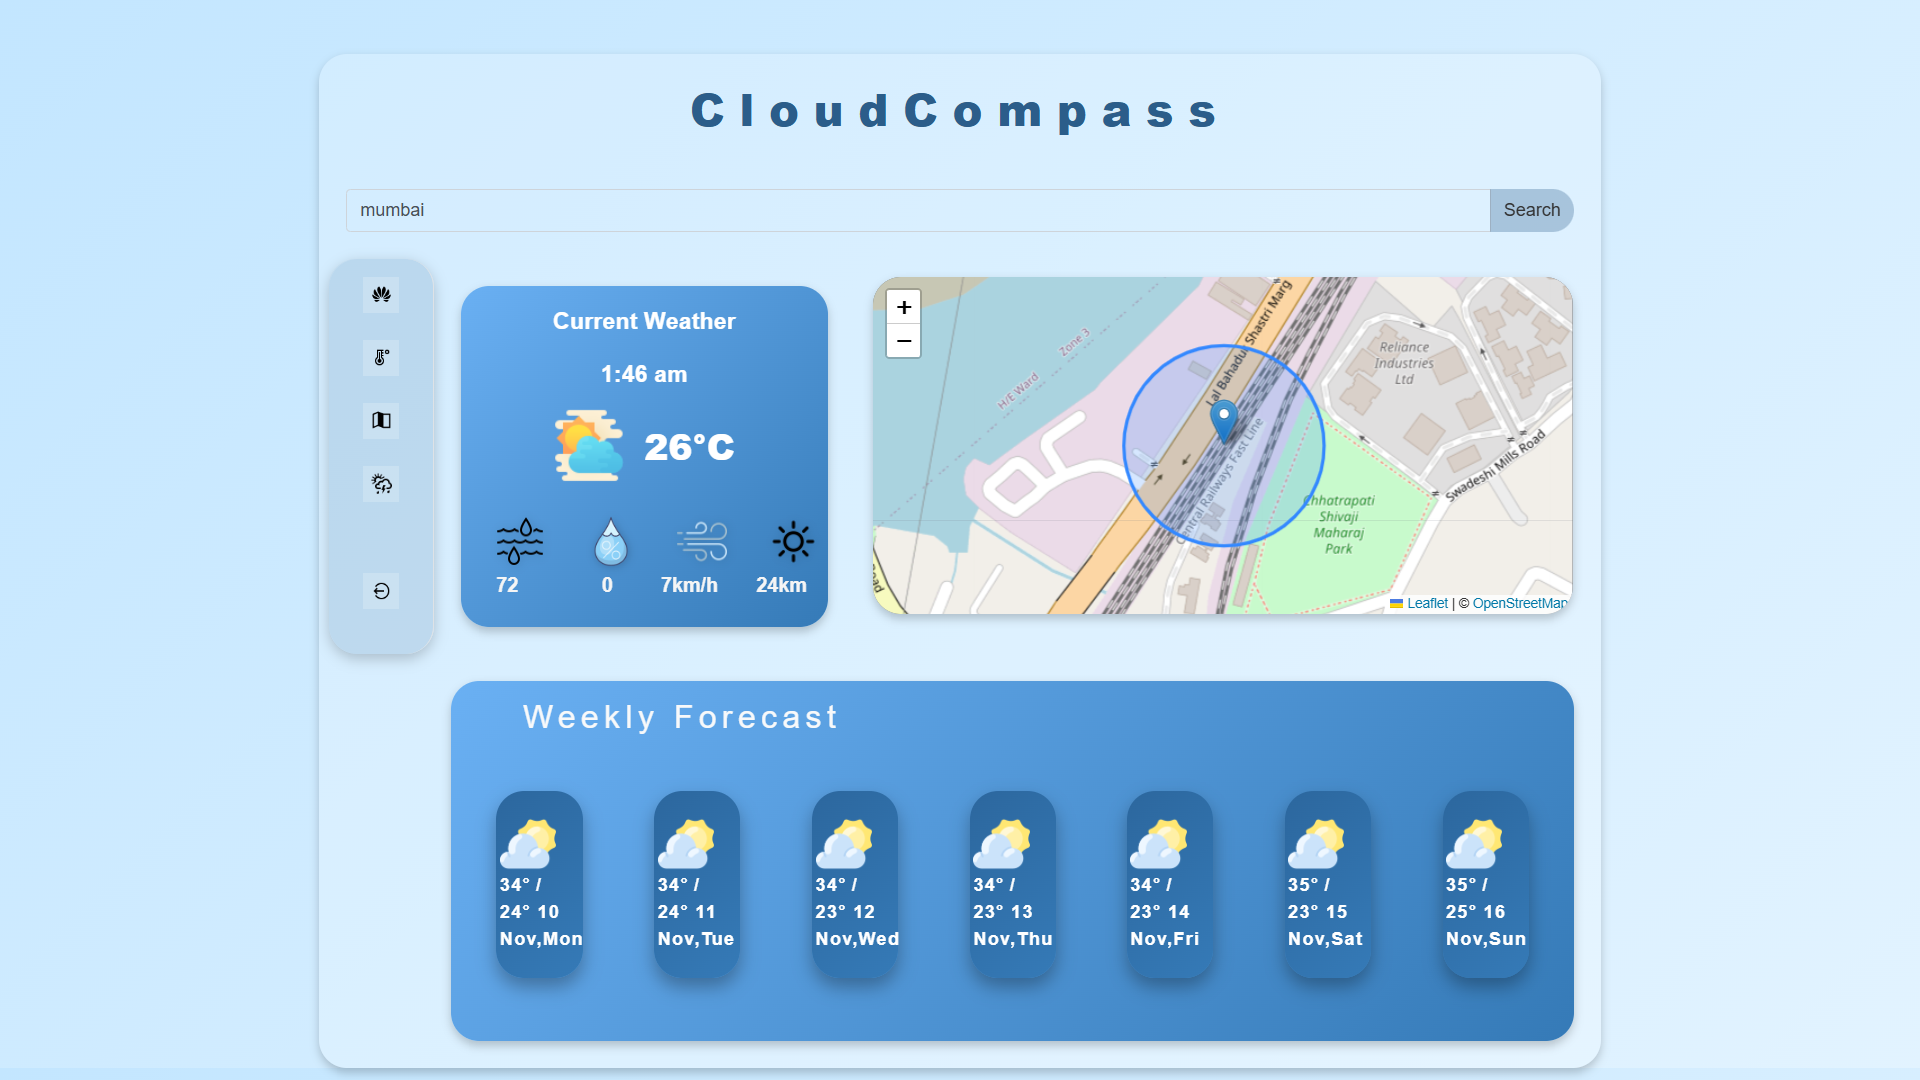 CloudCompass
mumbai
Search
Current Weather
1:46 am
26°C
72
0
7km/h
24km
+
−
Zone 3
H/E Ward
Lal Bahadur Shastri Marg
Central Railways Fast Line
Reliance
Industries
Ltd
Swadeshi Mills Road
Chhatrapati
Shivaji
Maharaj
Park
Leaflet | © OpenStreetMap
Weekly Forecast
34° /
24° 10
Nov,Mon
34° /
24° 11
Nov,Tue
34° /
23° 12
Nov,Wed
34° /
23° 13
Nov,Thu
34° /
23° 14
Nov,Fri
35° /
23° 15
Nov,Sat
35° /
25° 16
Nov,Sun